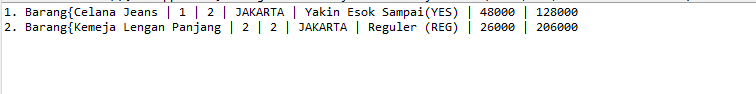 1. Barang{Celana Jeans | 1 | 2 | JAKARTA | Yakin Esok Sampai(YES) | 48000 | 128000
2. Barang{Kemeja Lengan Panjang | 2 | 2 | JAKARTA | Reguler (REG) | 26000 | 206000